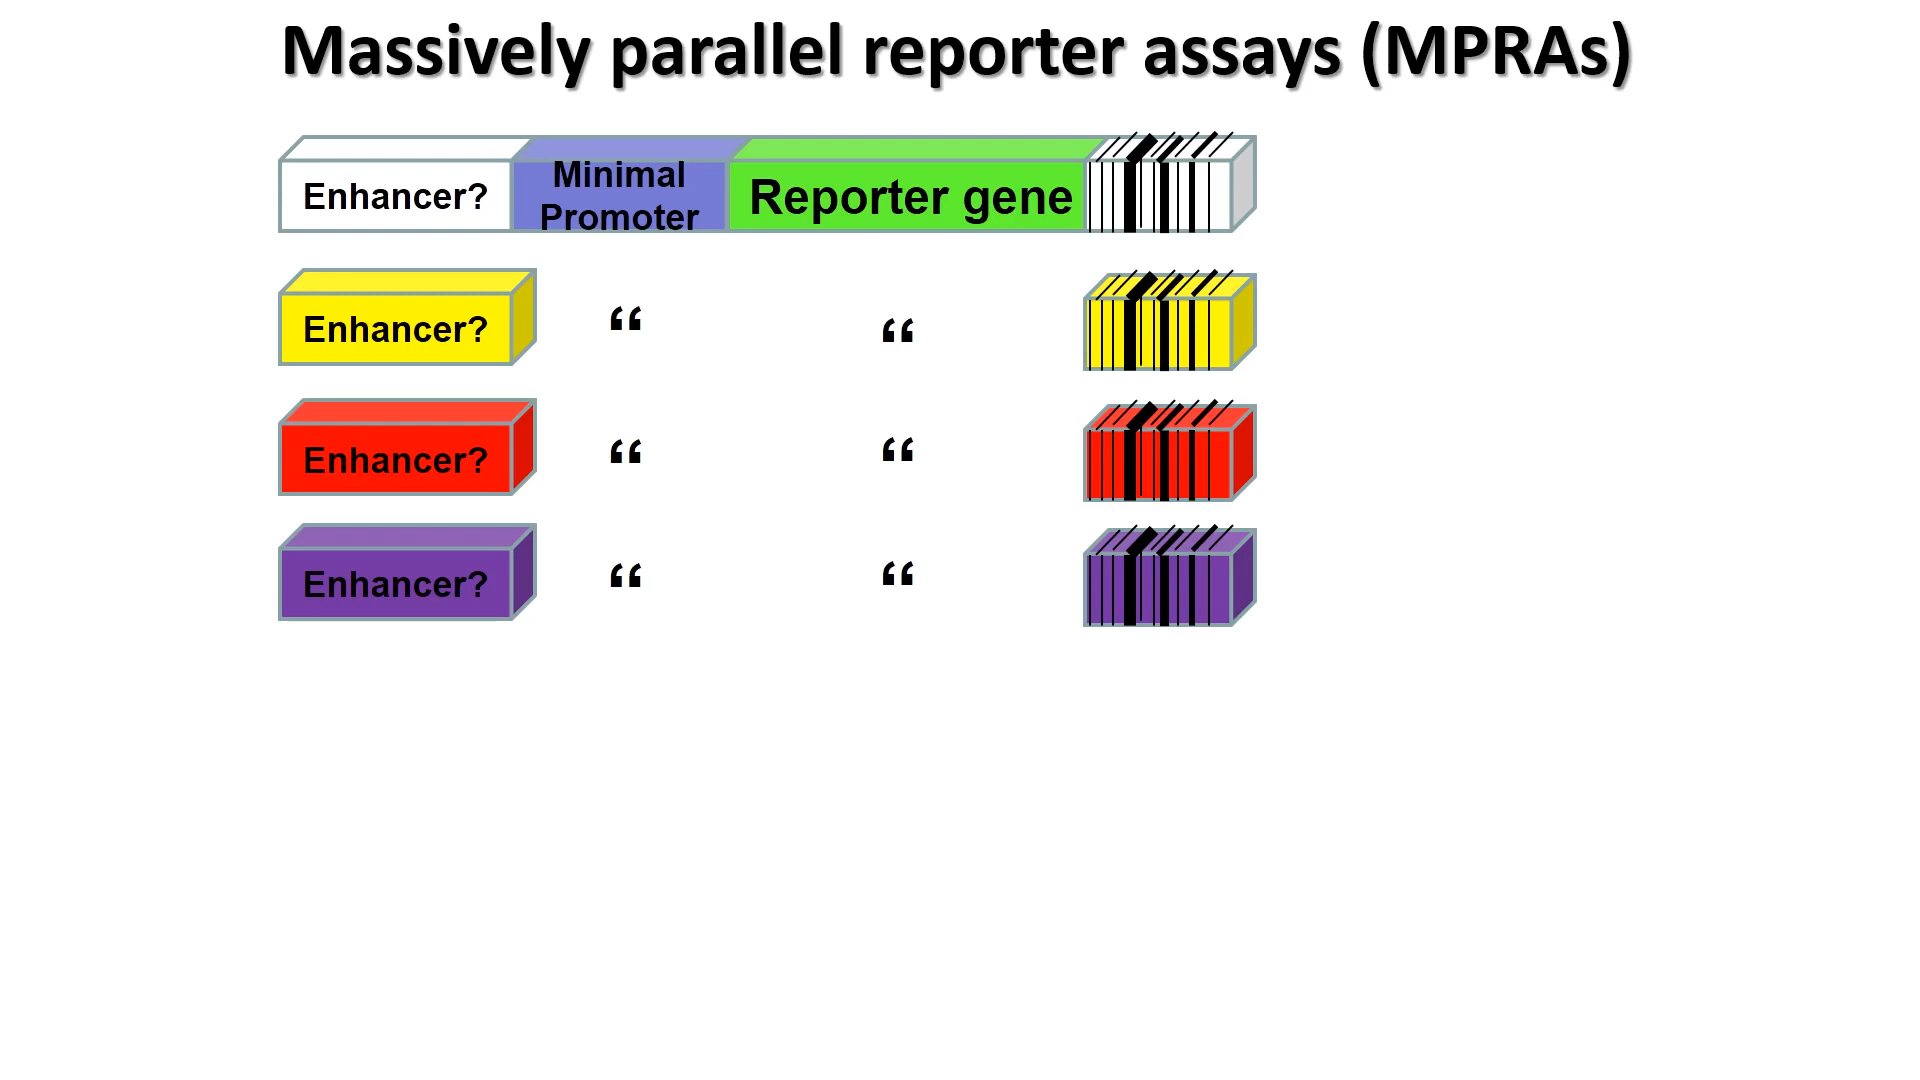 Massively parallel reporter assays (MPRAs)
Enhancer?
Minimal
Promoter
Reporter gene
Enhancer? “ “
Enhancer? “ “
Enhancer? “ “